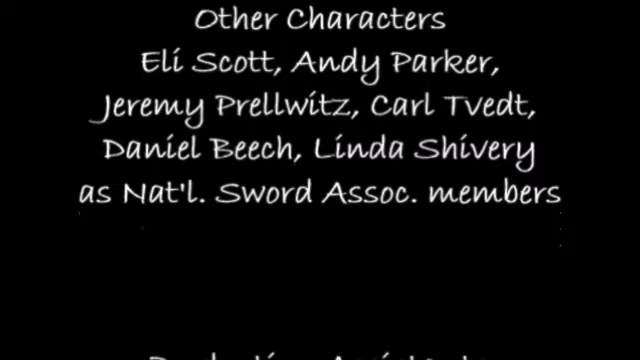 Other Characters
Eli Scott, Andy Parker,
Jeremy Prellwitz, Carl Tvedt,
Daniel Beech, Linda Shivery
as Nat'l. Sword Assoc. members